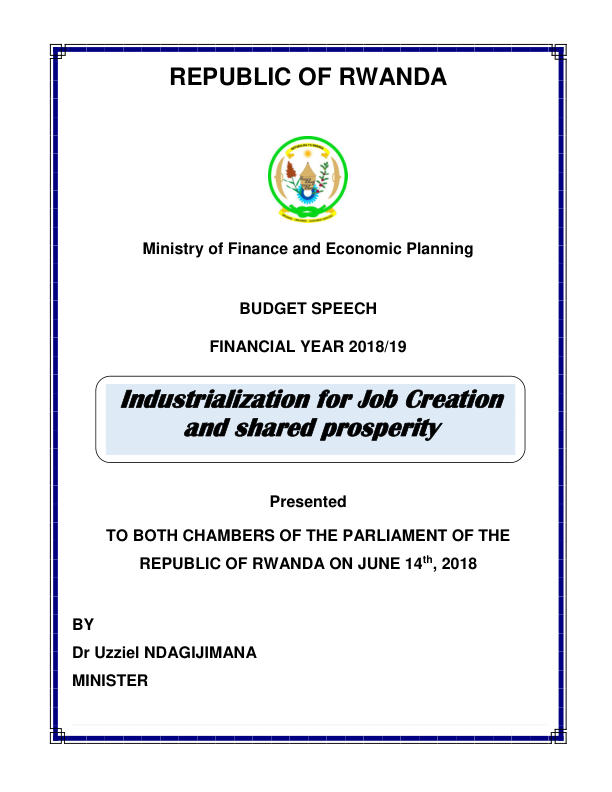 REPUBLIC OF RWANDA
Ministry of Finance and Economic Planning
BUDGET SPEECH
FINANCIAL YEAR 2018/19
Industrialization for Job Creation
and shared prosperity
Presented
TO BOTH CHAMBERS OF THE PARLIAMENT OF THE
REPUBLIC OF RWANDA ON JUNE 14th, 2018
BY
Dr Uzziel NDAGIJIMANA
MINISTER